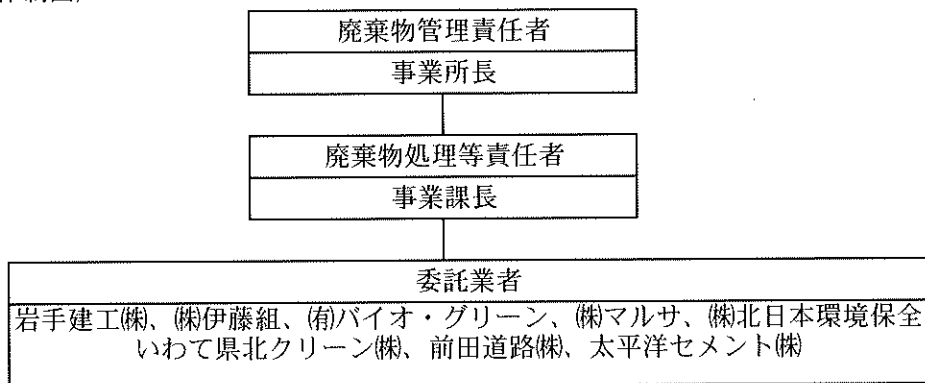 廃棄物管理責任者
事業所長
廃棄物処理等責任者
事業課長
委託業者
岩手建工㈱、㈱伊藤組、㈲バイオ・グリーン、㈱マルサ、㈱北日本環境保全
いわて県北クリーン㈱、前田道路㈱、太平洋セメント㈱